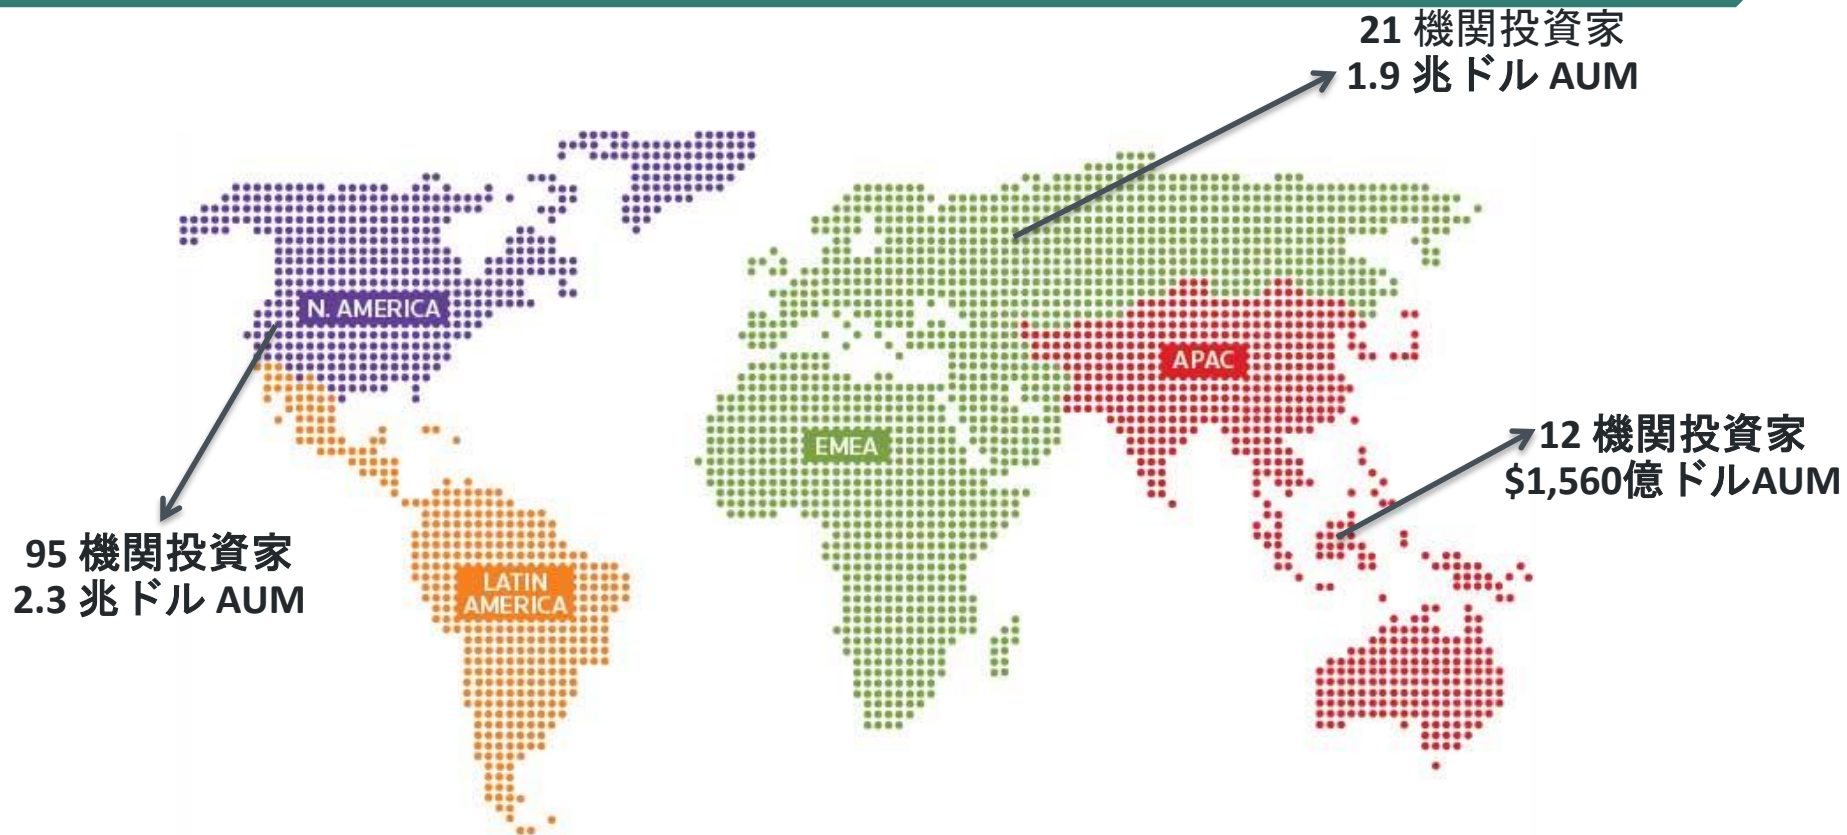 21 機関投資家
1.9 兆ドル AUM
N. AMERICA
APAC
EMEA
12 機関投資家
$1,560億ドルAUM
95 機関投資家
2.3 兆ドル AUM
LATIN
AMERICA